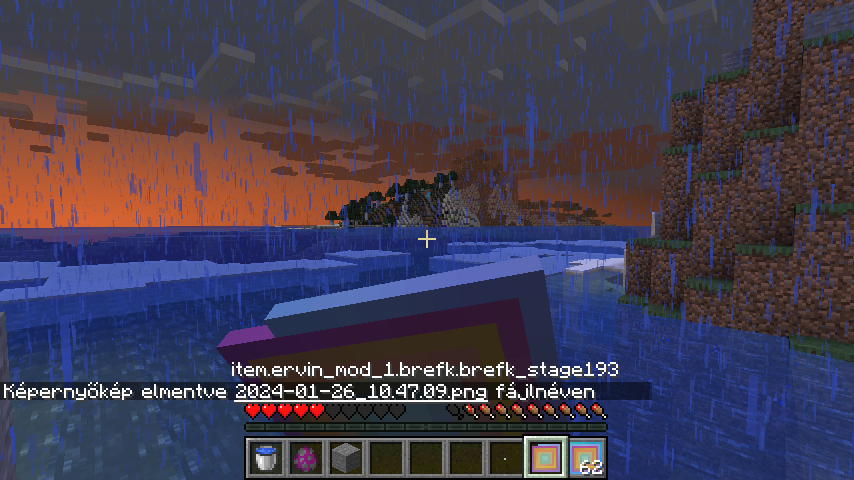 item.ervin_mod_1.brefk.brefk_stage193
Képernyőkép elmentve 2024-01-26_10.47.09.png fájlnéven
62